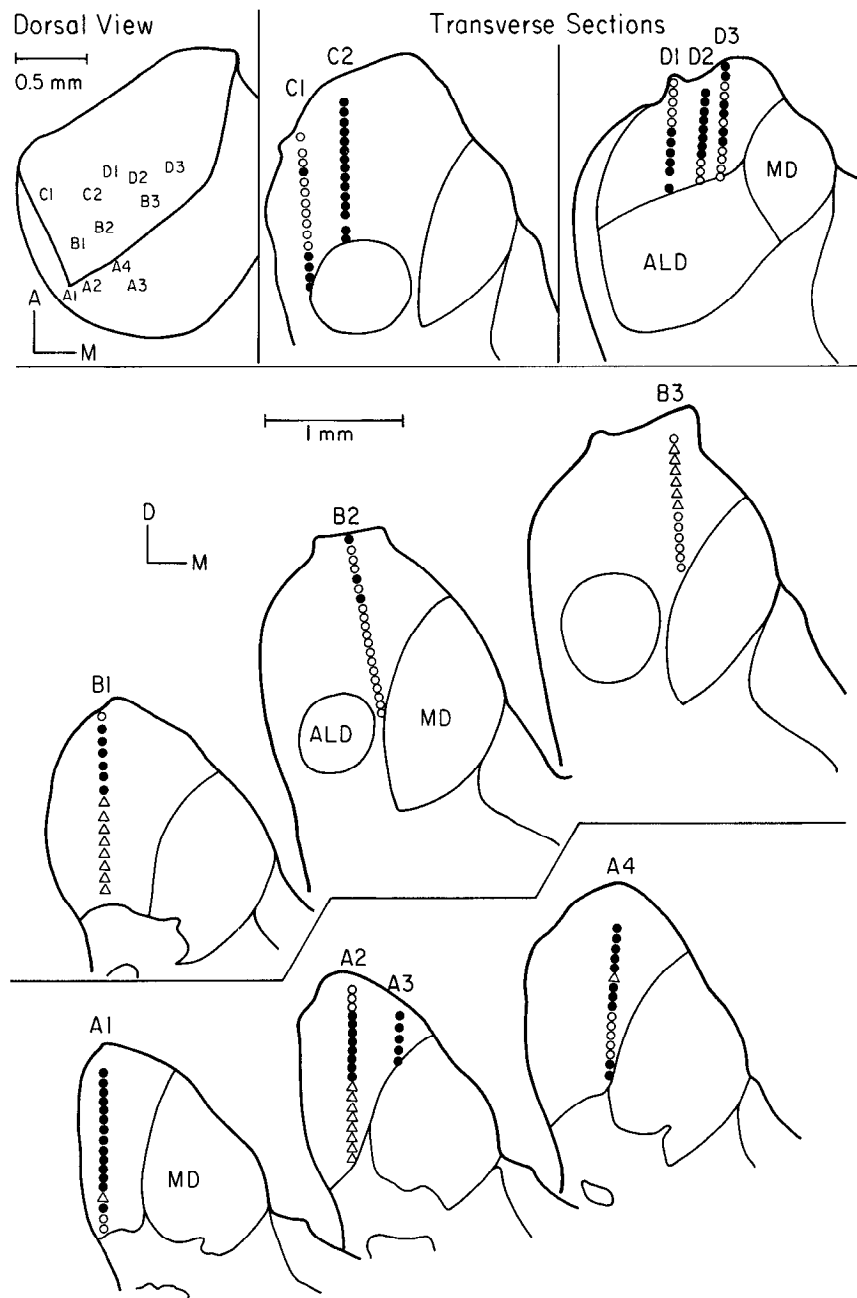 Dorsal View
Transverse Sections
0.5 mm
C1
C2
D1
D2
D3
B3
B2
B1
A4
A1
A2
A3
A
M
C1
C2
D1
D2
D3
MD
ALD
1 mm
D
M
B1
B2
ALD
MD
B3
A1
MD
A2
A3
A4